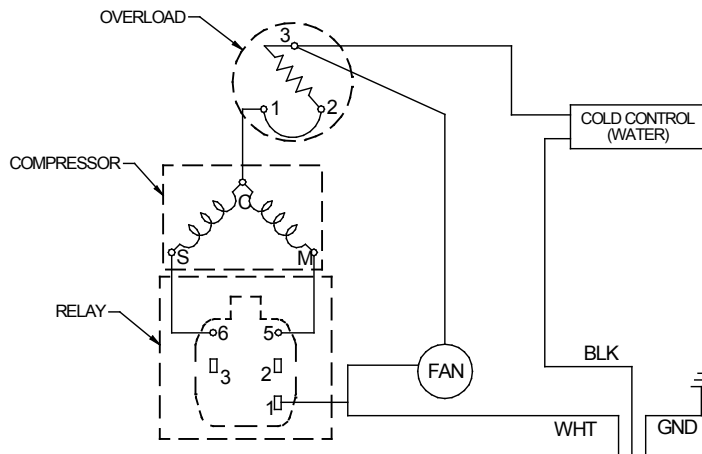 OVERLOAD
3
1
2
COLD CONTROL
(WATER)
COMPRESSOR
C
S
M
RELAY
6
5
3
2
1
FAN
BLK
WHT
GND